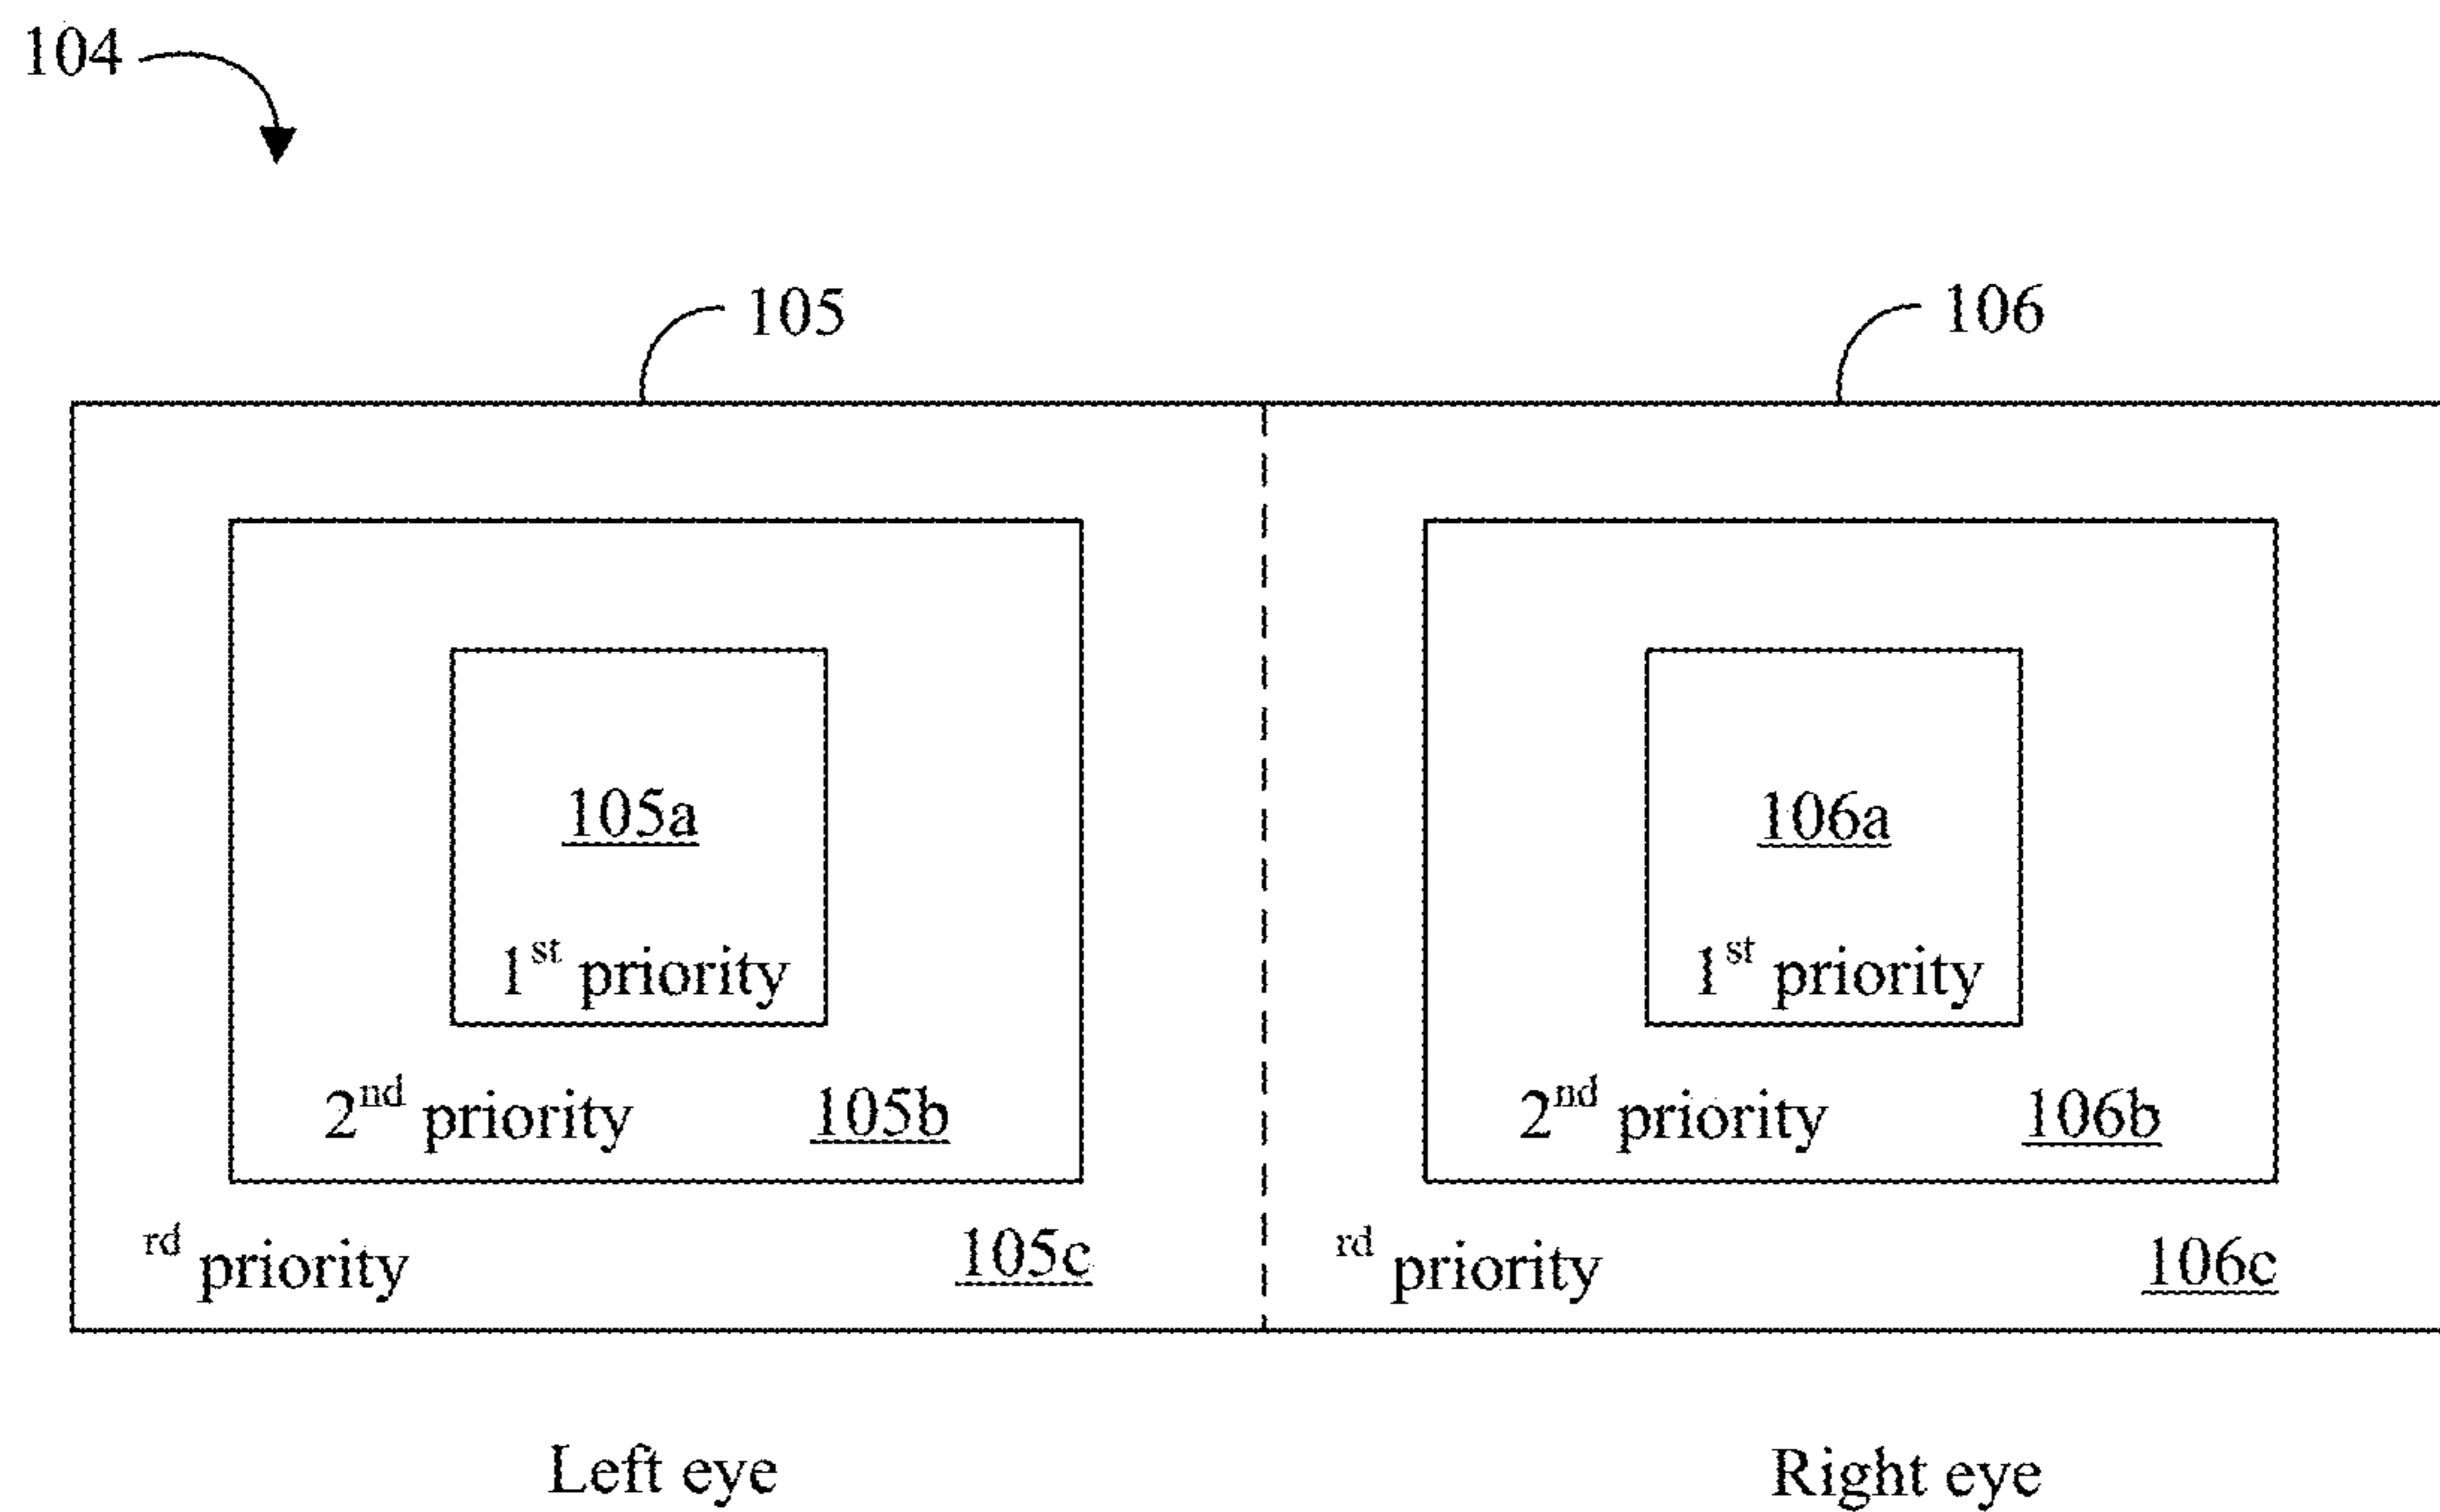 104
105 106
105a 106a
1st priority 1st priority
2nd priority 105b 2nd priority 106b
rd priority 105c rd priority 106c
Left eye Right eye